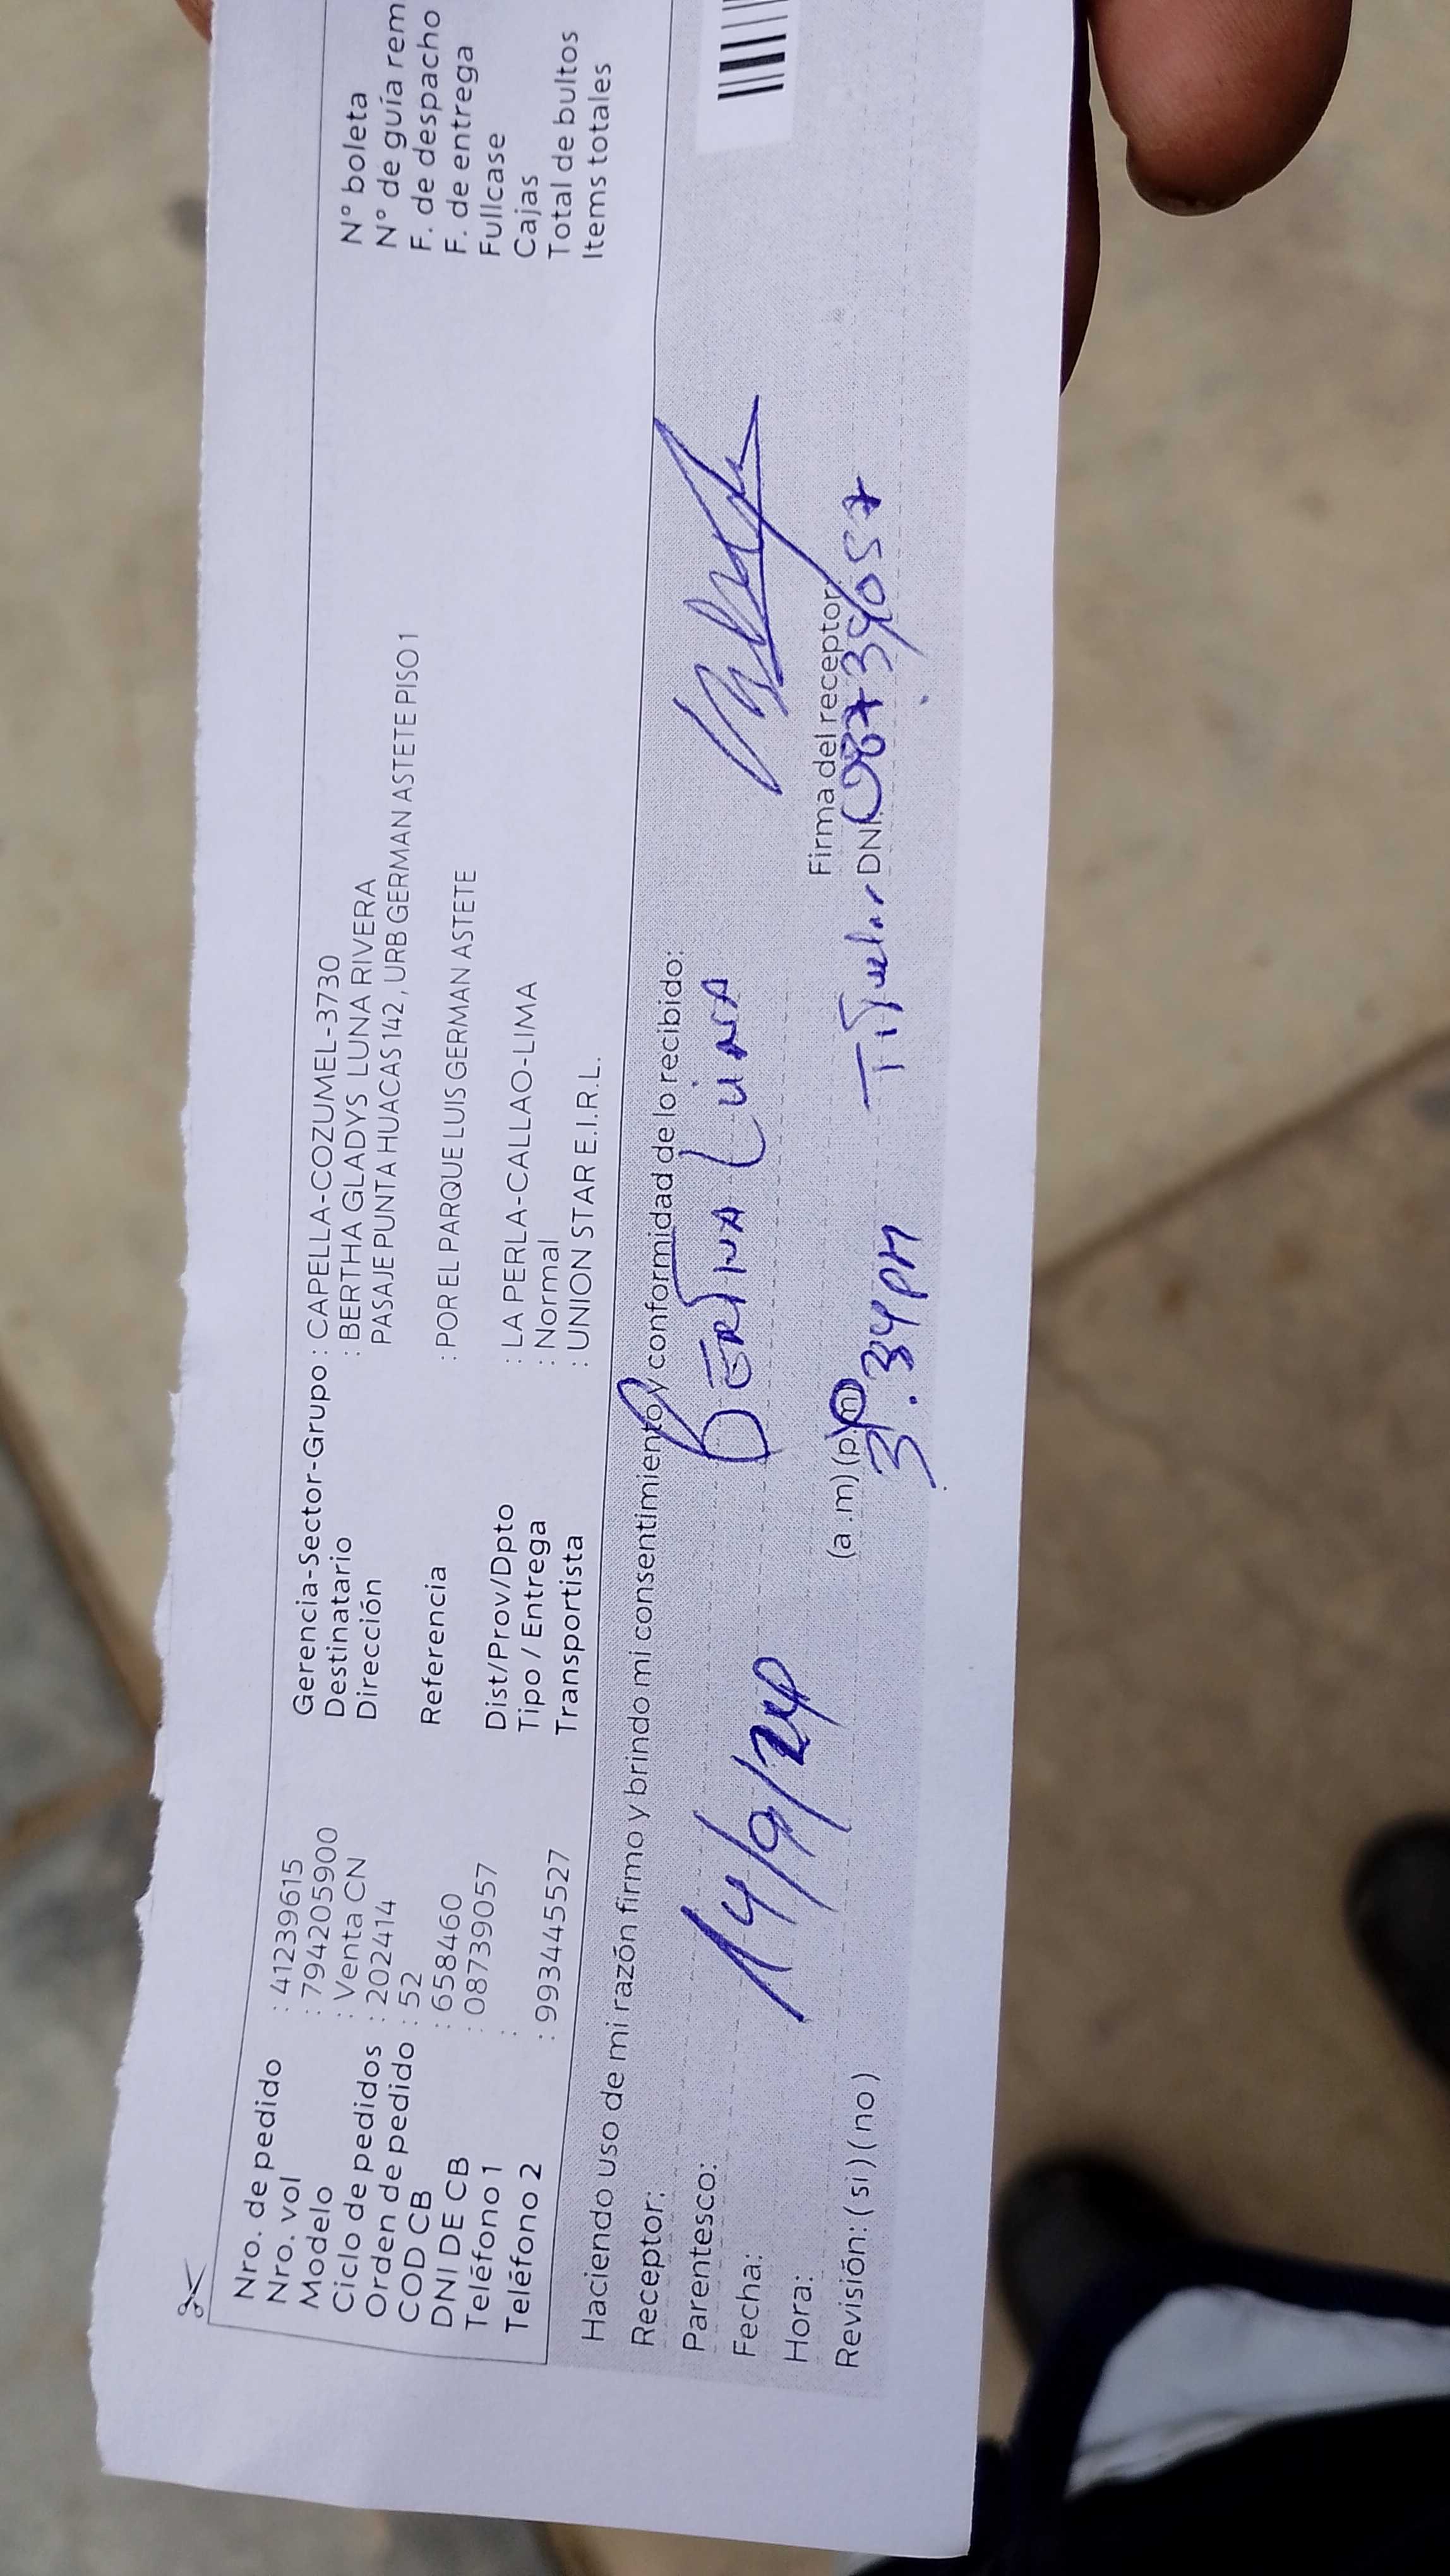 Nro. de pedido : 41239615
Nro. vol : 794205900
Modelo : Venta CN
Ciclo de pedidos : 202414
Orden de pedido : 52
COD CB : 658460
DNI DE CB : 08739057
Teléfono 1 :
Teléfono 2 : 993445527
Gerencia-Sector-Grupo : CAPELLA-COZUMEL-3730
Destinatario : BERTHA GLADYS LUNA RIVERA
Dirección PASAJE PUNTA HUACAS 142 , URB GERMAN ASTETE PISO 1
Referencia : POR EL PARQUE LUIS GERMAN ASTETE
Dist/Prov/Dpto : LA PERLA-CALLAO-LIMA
Tipo / Entrega : Normal
Transportista : UNION STAR E.I.R.L.
N° boleta
N° de guía rem
F. de despacho
F. de entrega
Fullcase
Cajas
Total de bultos
Items totales
Haciendo uso de mi razón firmo y brindo mi consentimiento y conformidad de lo recibido:
Receptor: BERTHA LUNA
Parentesco:
Fecha: 14/9/24
Hora: (a .m) (p.m)
Firma del receptor
Revisión: ( si ) ( no ) 3:34 PM Titular DNI 08739057